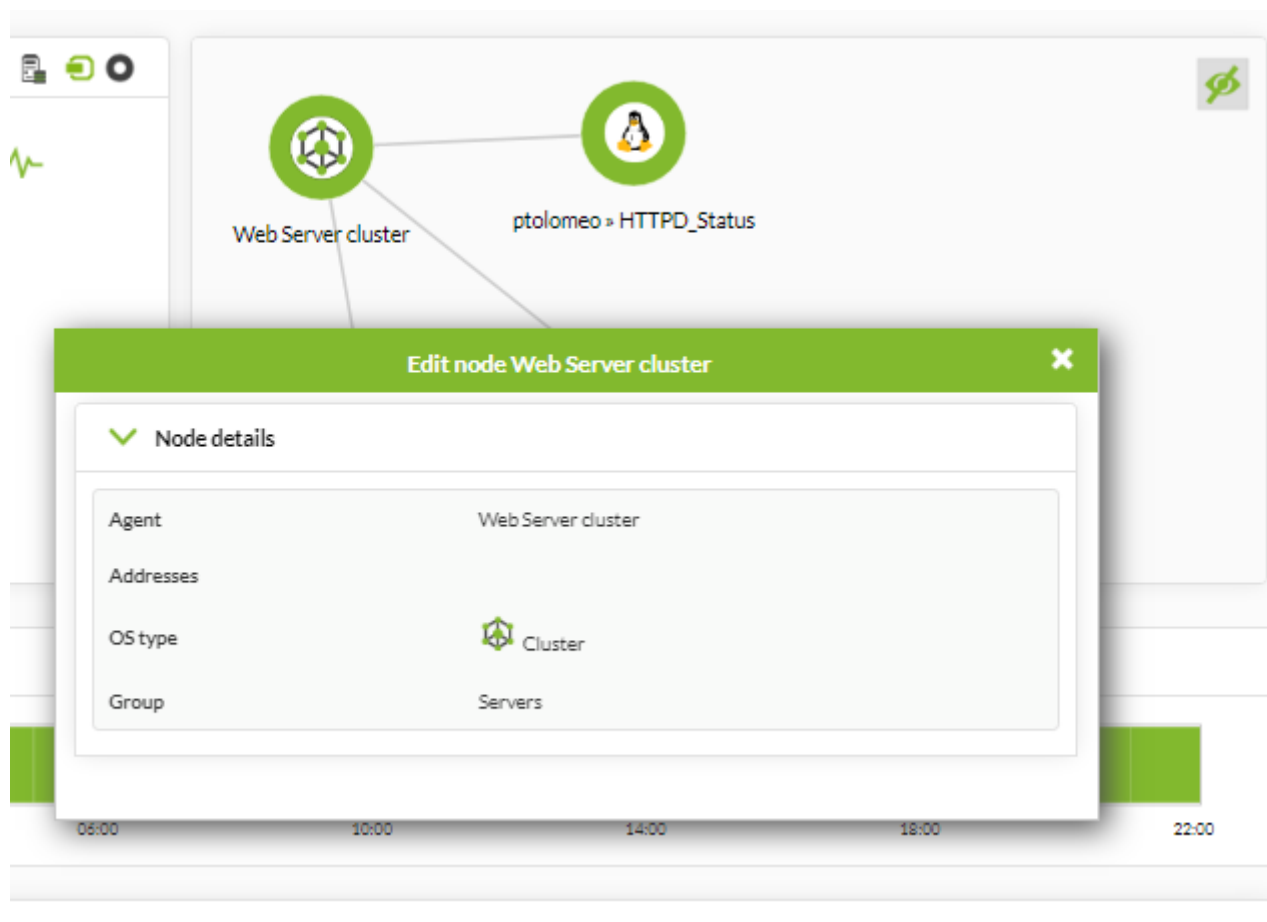 Web Server cluster
ptolomeo » HTTPD_Status
Edit node Web Server cluster
Node details
Agent Web Server cluster
Addresses
OS type Cluster
Group Servers
06:00 10:00 14:00 18:00 22:00